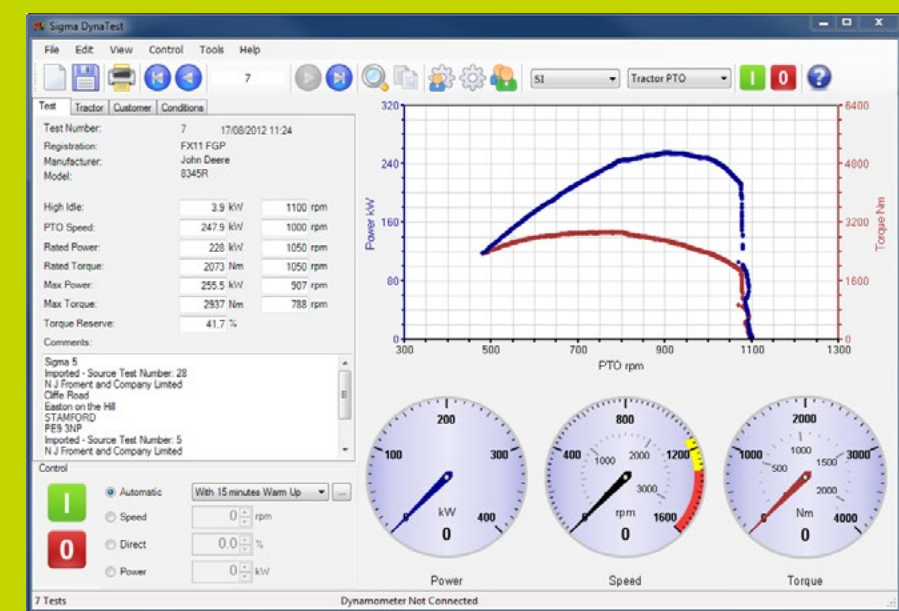 Sigma DynaTest
File Edit View Control Tools Help
7 SI Tractor PTO I 0 ?
Test Tractor Customer Conditions
Test Number: 7 17/08/2012 11:24
Registration: FX11 FGP
Manufacturer: John Deere
Model: 8345R
High Idle: 3.9 kW 1100 rpm
PTO Speed: 247.9 kW 1000 rpm
Rated Power: 228 kW 1050 rpm
Rated Torque: 2073 Nm 1050 rpm
Max Power: 255.5 kW 907 rpm
Max Torque: 2937 Nm 788 rpm
Torque Reserve: 41.7 %
Comments:
Sigma 5
Imported - Source Test Number: 28
N J Froment and Company Limited
Cliffe Road
Easton on the Hill
STAMFORD
PE9 3NP
Imported - Source Test Number: 5
N J Froment and Company Limited
Control
I Automatic With 15 minutes Warm Up ...
Speed 0 rpm
0 Direct 0.0 %
Power 0 kW
320 6400
240 4800
160 3200
80 1600
0 0
Power kW
Torque Nm
300 500 700 900 1100 1300
PTO rpm
0 100 200 300 400
kW
0
Power
0 400 800 1200 1600
1000 2000 3000
rpm
0
Speed
0 1000 2000 3000 4000
500 1000 1500 2000
Nm
0
Torque
7 Tests Dynamometer Not Connected